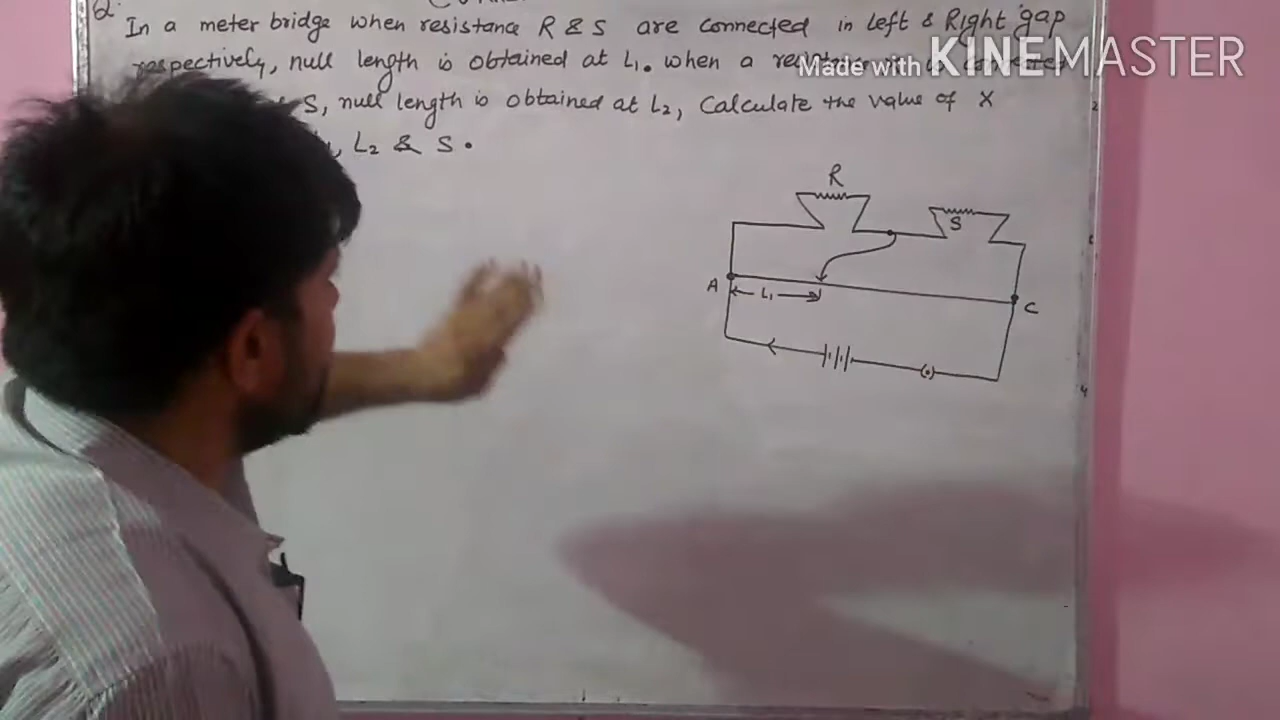 Q.
In a meter bridge when resistance R & S are connected in left & Right gap
respectively, null length is obtained at L₁. when a
Made with KINEMASTER
S, null length is obtained at L₂, Calculate the value of X
L₂ & S.
R
S
A
L₁
C